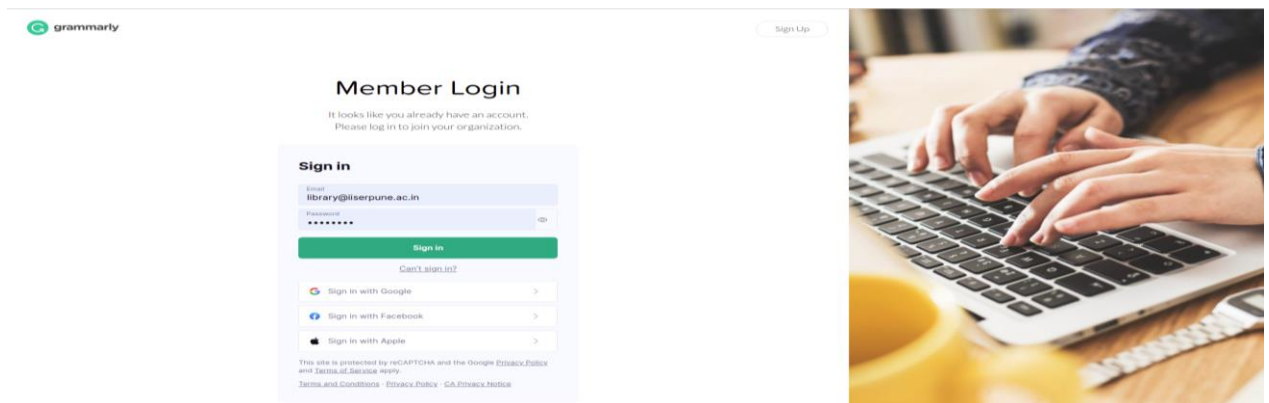 grammarly
Sign Up
Member Login
It looks like you already have an account.
Please log in to join your organization.
Sign in
Email
library@iiserpune.ac.in
Password
••••••••
Sign in
Can't sign in?
Sign in with Google
Sign in with Facebook
Sign in with Apple
This site is protected by reCAPTCHA and the Google Privacy Policy
and Terms of Service apply.
Terms and Conditions · Privacy Policy · CA Privacy Notice